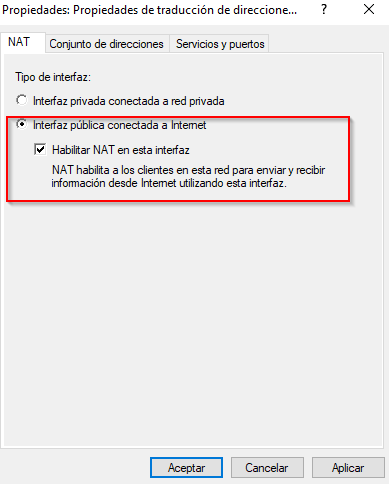 Propiedades: Propiedades de traducción de direccione... ? ×
NAT Conjunto de direcciones Servicios y puertos
Tipo de interfaz:
Interfaz privada conectada a red privada
Interfaz pública conectada a Internet
Habilitar NAT en esta interfaz
NAT habilita a los clientes en esta red para enviar y recibir
información desde Internet utilizando esta interfaz.
Aceptar Cancelar Aplicar